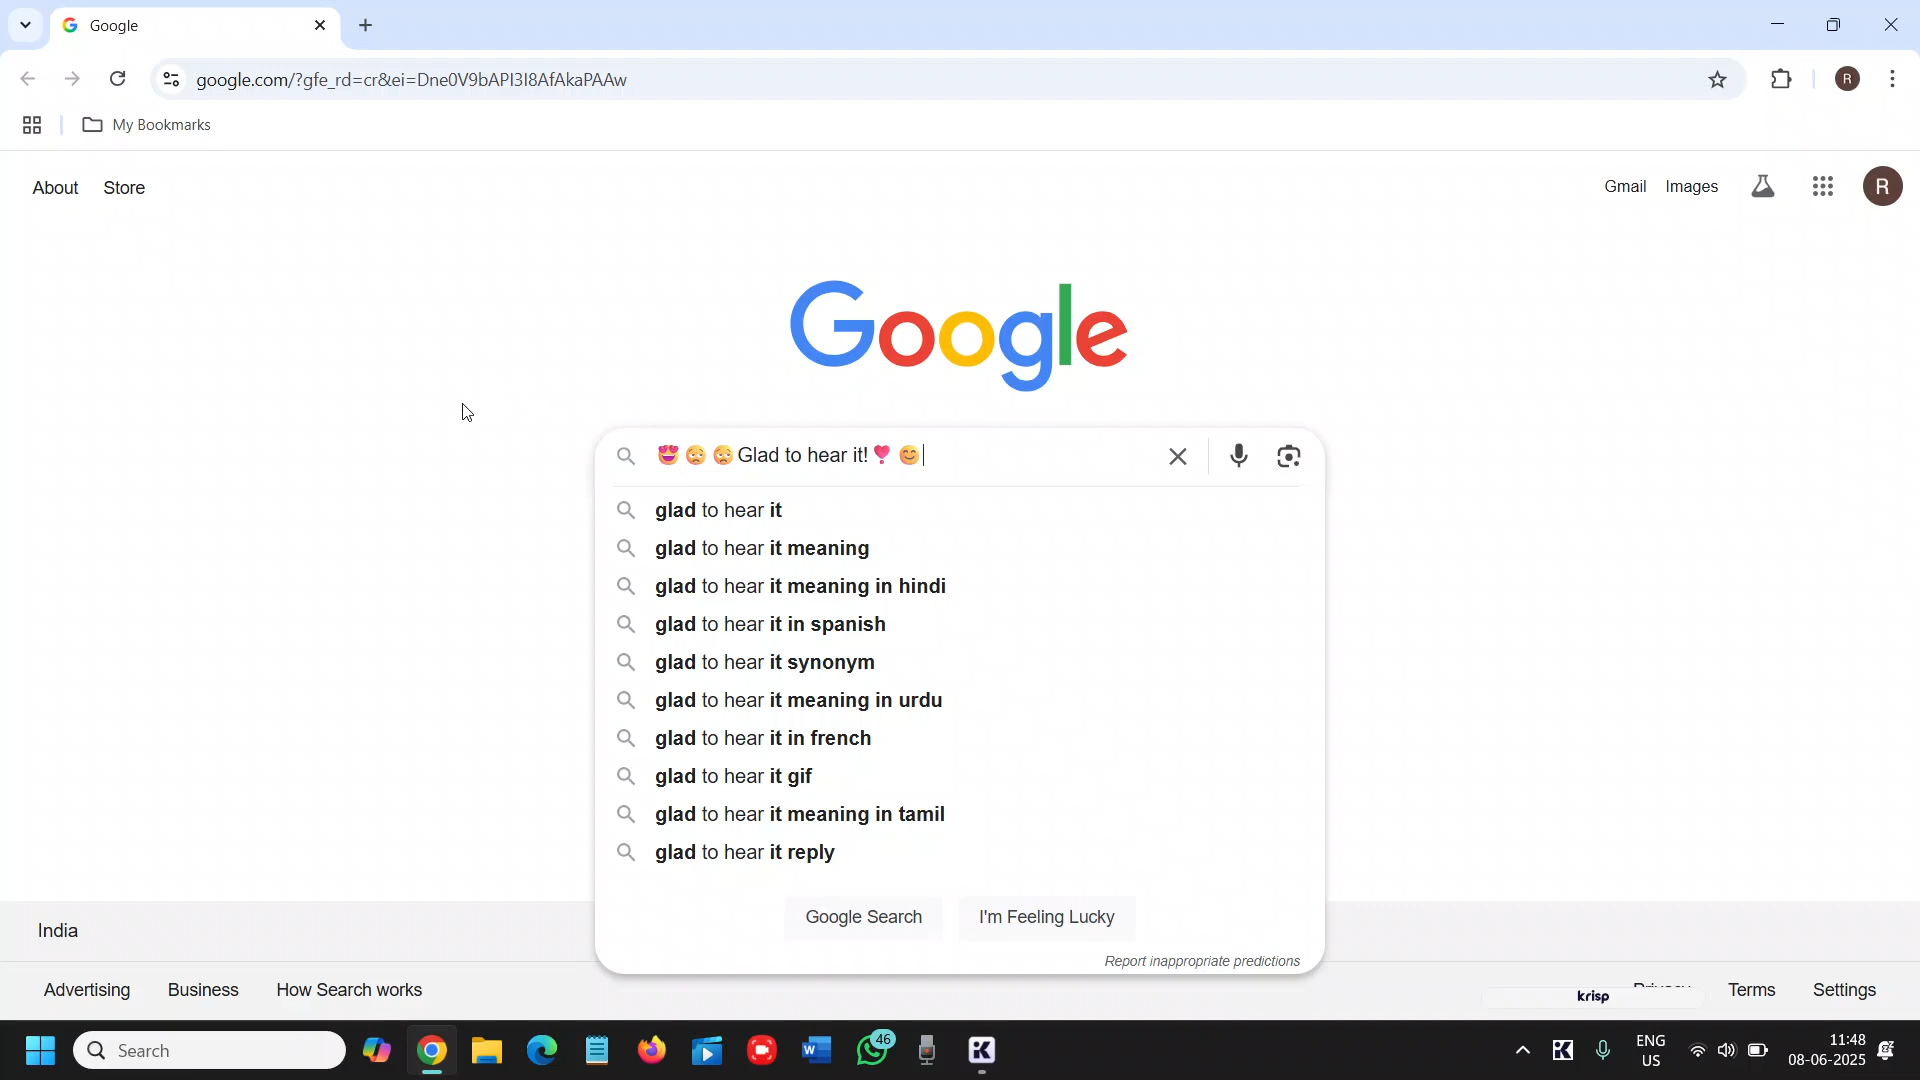 Google
google.com/?gfe_rd=cr&ei=Dne0V9bAPI3I8AfAkaPAAw
R
My Bookmarks
About Store
Gmail Images
R
Google
😍 😳 😳 Glad to hear it! ❣️ 😊
glad to hear it
glad to hear it meaning
glad to hear it meaning in hindi
glad to hear it in spanish
glad to hear it synonym
glad to hear it meaning in urdu
glad to hear it in french
glad to hear it gif
glad to hear it meaning in tamil
glad to hear it reply
Google Search I'm Feeling Lucky
Report inappropriate predictions
India
Advertising Business How Search works
krisp
Terms Settings
Search
W
46
K
K
ENG
US
11:48
08-06-2025